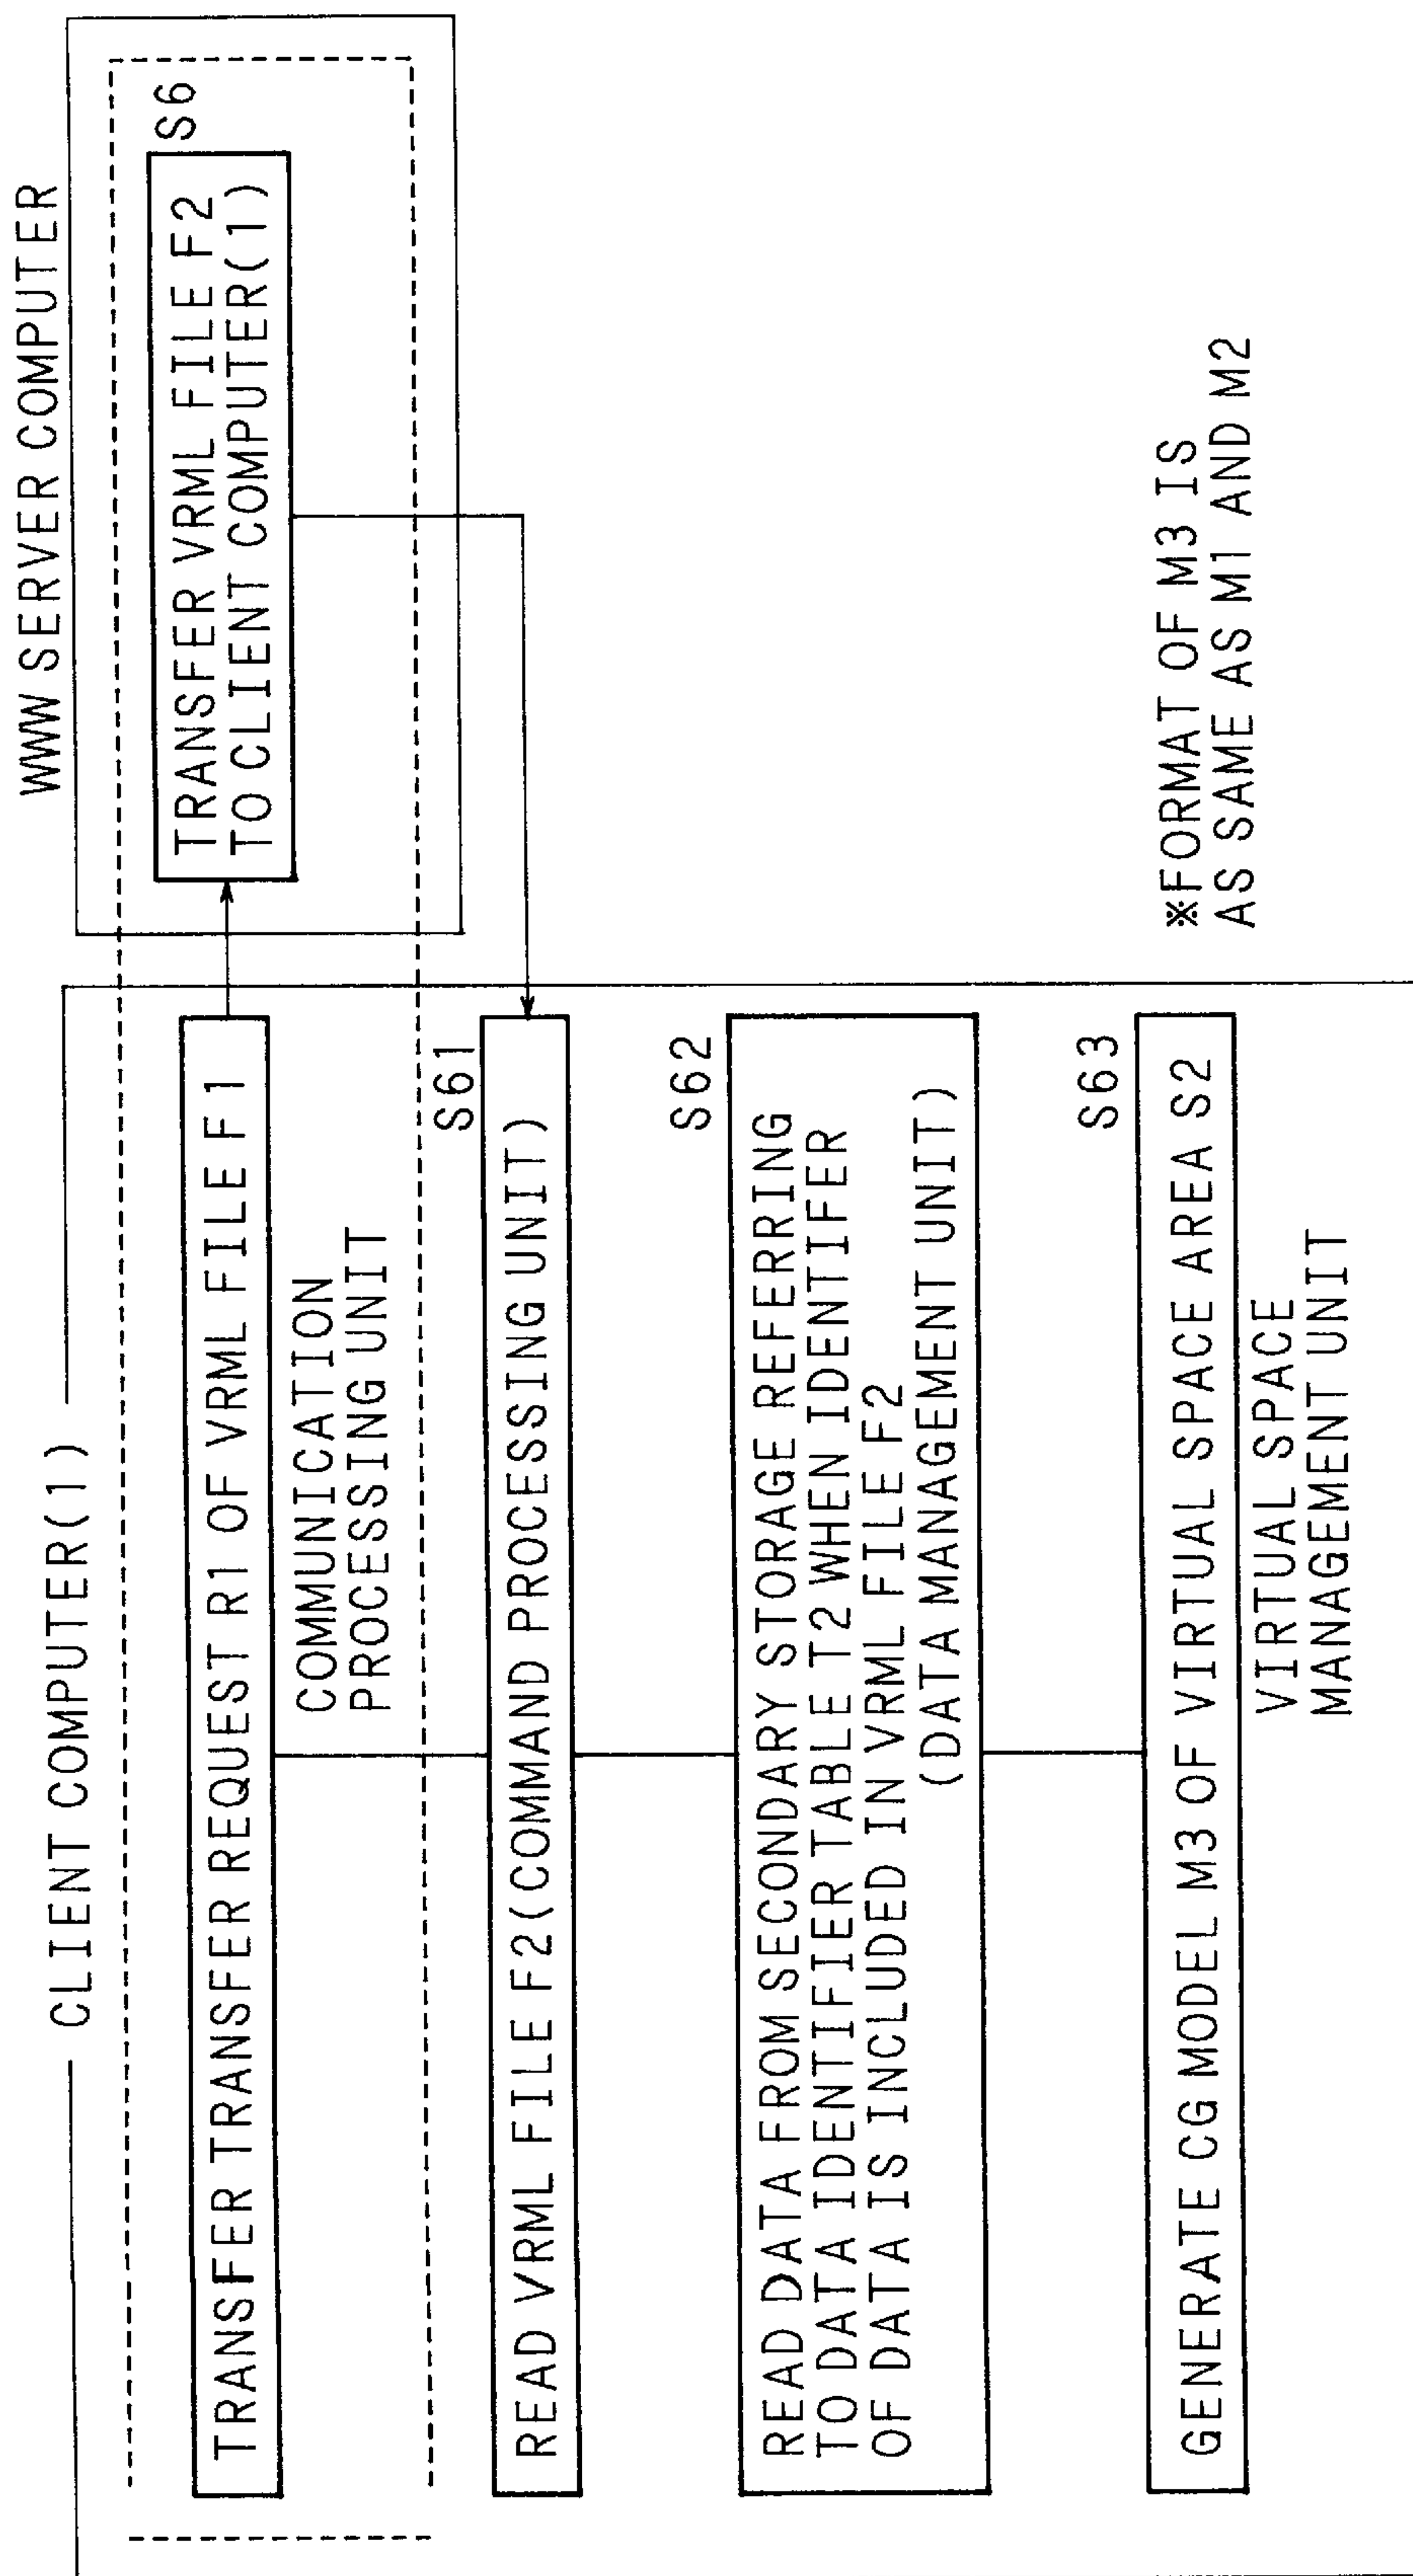 CLIENT COMPUTER(1)
WWW SERVER COMPUTER
TRANSFER TRANSFER REQUEST R1 OF VRML FILE F1
COMMUNICATION
PROCESSING UNIT
S6
TRANSFER VRML FILE F2
TO CLIENT COMPUTER(1)
S61
READ VRML FILE F2(COMMAND PROCESSING UNIT)
S62
READ DATA FROM SECONDARY STORAGE REFERRING
TO DATA IDENTIFIER TABLE T2 WHEN IDENTIFER
OF DATA IS INCLUDED IN VRML FILE F2
(DATA MANAGEMENT UNIT)
S63
GENERATE CG MODEL M3 OF VIRTUAL SPACE AREA S2
VIRTUAL SPACE
MANAGEMENT UNIT
※FORMAT OF M3 IS
AS SAME AS M1 AND M2